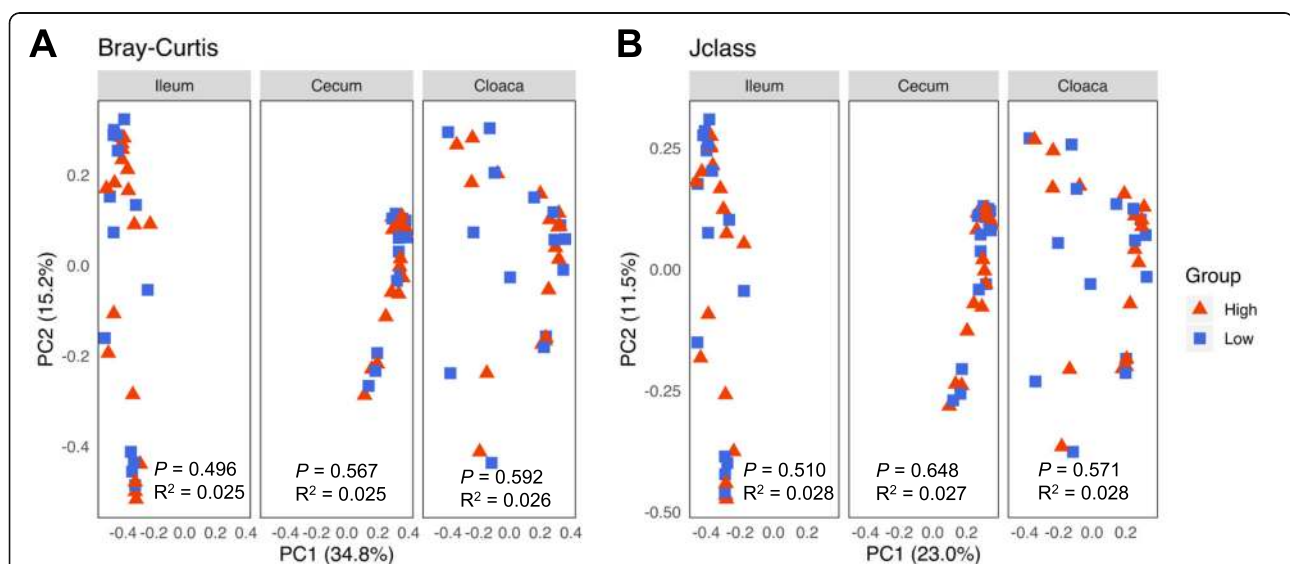 A Bray-Curtis
Ileum Cecum Cloaca
PC2 (15.2%)
0.2
0.0
-0.2
-0.4
P = 0.496
R² = 0.025
P = 0.567
R² = 0.025
P = 0.592
R² = 0.026
-0.4 -0.2 0.0 0.2 0.4 -0.4 -0.2 0.0 0.2 0.4 -0.4 -0.2 0.0 0.2 0.4
PC1 (34.8%)
B Jclass
Ileum Cecum Cloaca
PC2 (11.5%)
0.25
0.00
-0.25
-0.50
P = 0.510
R² = 0.028
P = 0.648
R² = 0.027
P = 0.571
R² = 0.028
-0.4 -0.2 0.0 0.2 -0.4 -0.2 0.0 0.2 -0.4 -0.2 0.0 0.2
PC1 (23.0%)
Group
High
Low